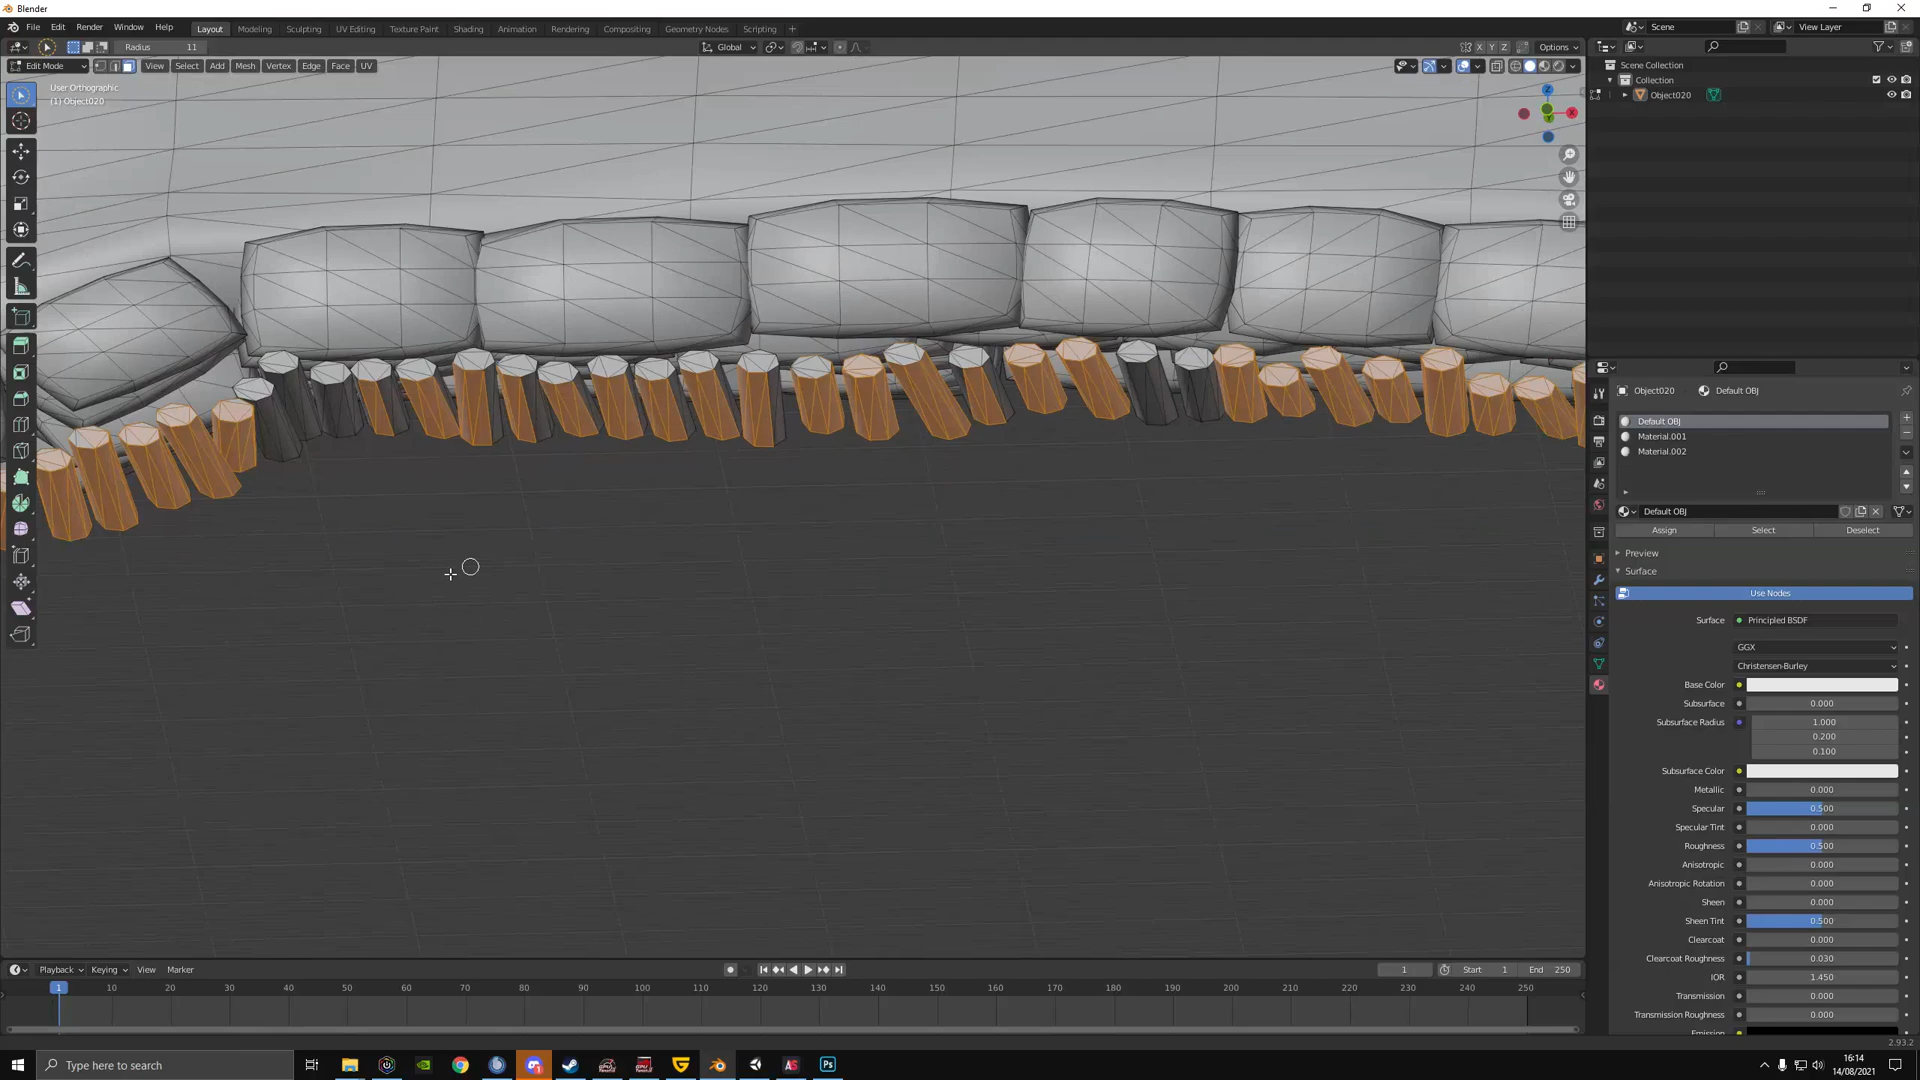 Blender
File Edit Render Window Help
Layout Modeling Sculpting UV Editing Texture Paint Shading Animation Rendering Compositing Geometry Nodes Scripting +
Scene
View Layer
Radius 11
Global
X Y Z
Options
Edit Mode
View Select Add Mesh Vertex Edge Face UV
User Orthographic
(1) Object020
Z
X
Y
Scene Collection
Collection
Object020
Object020
Default OBJ
Default OBJ
Material.001
Material.002
Default OBJ
Assign
Select
Deselect
Preview
Surface
Use Nodes
Surface
Principled BSDF
GGX
Christensen-Burley
Base Color
Subsurface 0.000
Subsurface Radius 1.000
0.200
0.100
Subsurface Color
Metallic 0.000
Specular 0.500
Specular Tint 0.000
Roughness 0.500
Anisotropic 0.000
Anisotropic Rotation 0.000
Sheen 0.000
Sheen Tint 0.500
Clearcoat 0.000
Clearcoat Roughness 0.030
IOR 1.450
Transmission 0.000
Transmission Roughness 0.000
Emission
Playback Keying View Marker
1
Start 1
End 250
1 10 20 30 40 50 60 70 80 90 100 110 120 130 140 150 160 170 180 190 200 210 220 230 240 250
2.93.2
Type here to search
AS
Ps
16:14
14/08/2021